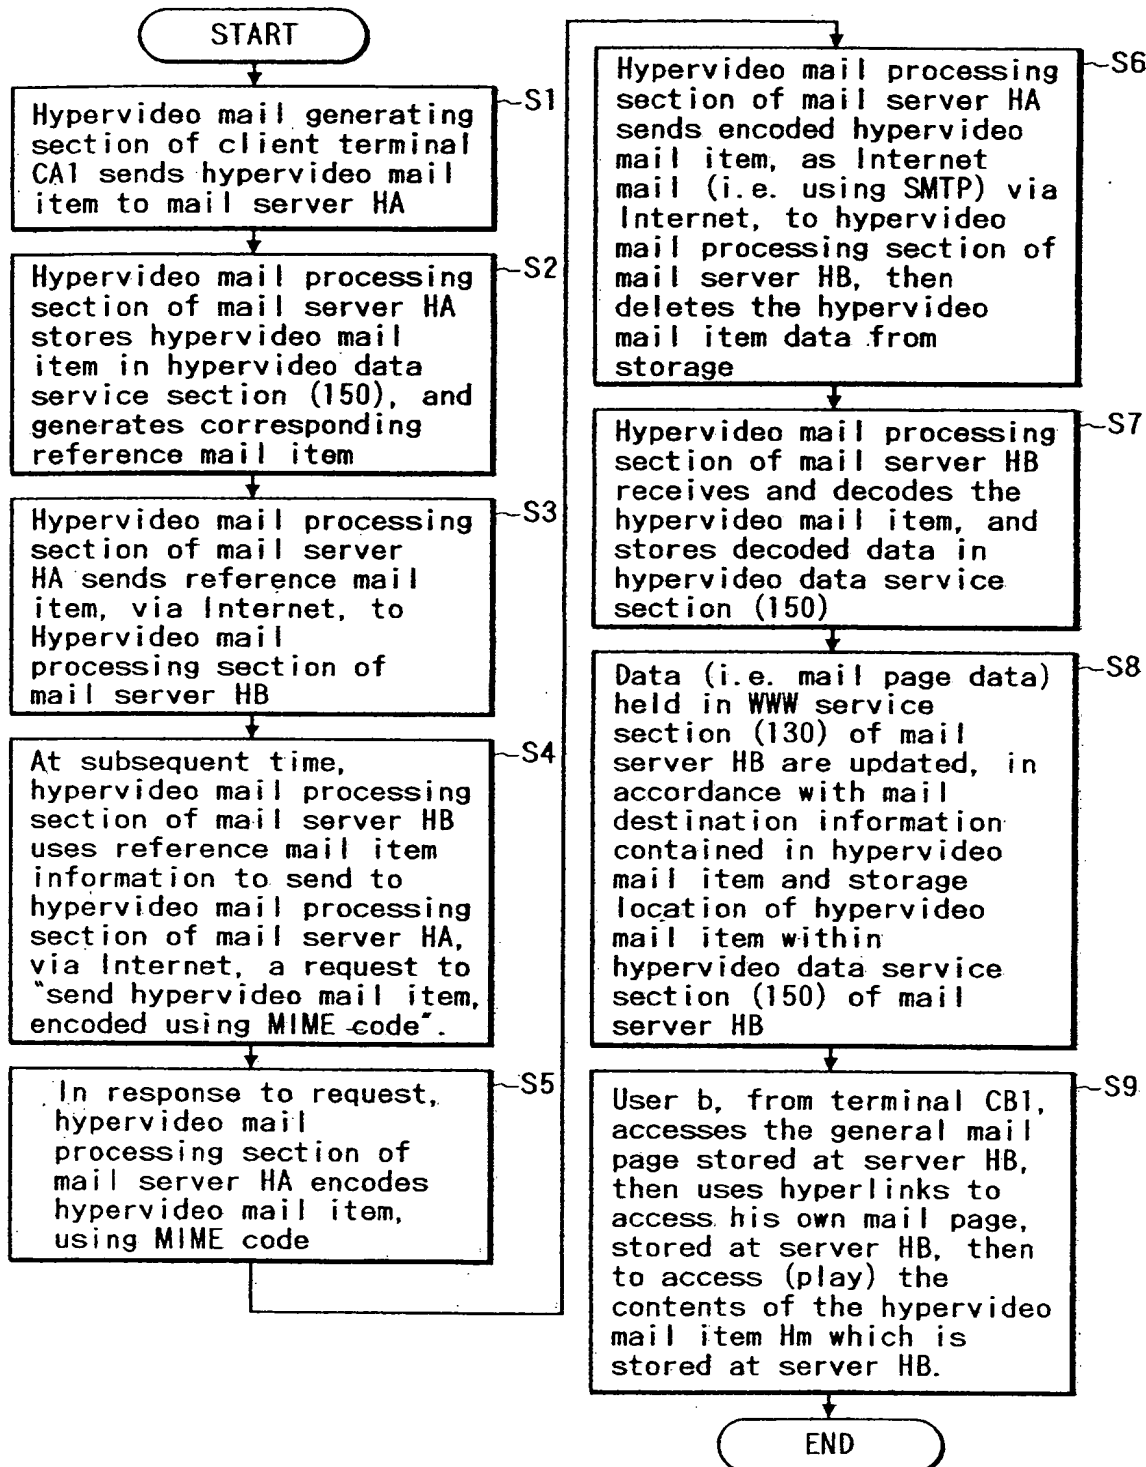 START
S1
Hypervideo mail generating
section of client terminal
CA1 sends hypervideo mail
item to mail server HA
S2
Hypervideo mail processing
section of mail server HA
stores hypervideo mail
item in hypervideo data
service section (150), and
generates corresponding
reference mail item
S3
Hypervideo mail processing
section of mail server
HA sends reference mail
item, via Internet, to
Hypervideo mail
processing section of
mail server HB
S4
At subsequent time,
hypervideo mail processing
section of mail server HB
uses reference mail item
information to send to
hypervideo mail processing
section of mail server HA,
via Internet, a request to
"send hypervideo mail item,
encoded using MIME code".
S5
In response to request,
hypervideo mail
processing section of
mail server HA encodes
hypervideo mail item,
using MIME code
S6
Hypervideo mail processing
section of mail server HA
sends encoded hypervideo
mail item, as Internet
mail (i.e. using SMTP) via
Internet, to hypervideo
mail processing section of
mail server HB, then
deletes the hypervideo
mail item data from
storage
S7
Hypervideo mail processing
section of mail server HB
receives and decodes the
hypervideo mail item, and
stores decoded data in
hypervideo data service
section (150)
S8
Data (i.e. mail page data)
held in WWW service
section (130) of mail
server HB are updated, in
accordance with mail
destination information
contained in hypervideo
mail item and storage
location of hypervideo
mail item within
hypervideo data service
section (150) of mail
server HB
S9
User b, from terminal CB1,
accesses the general mail
page stored at server HB,
then uses hyperlinks to
access his own mail page,
stored at server HB, then
to access (play) the
contents of the hypervideo
mail item Hm which is
stored at server HB.
END